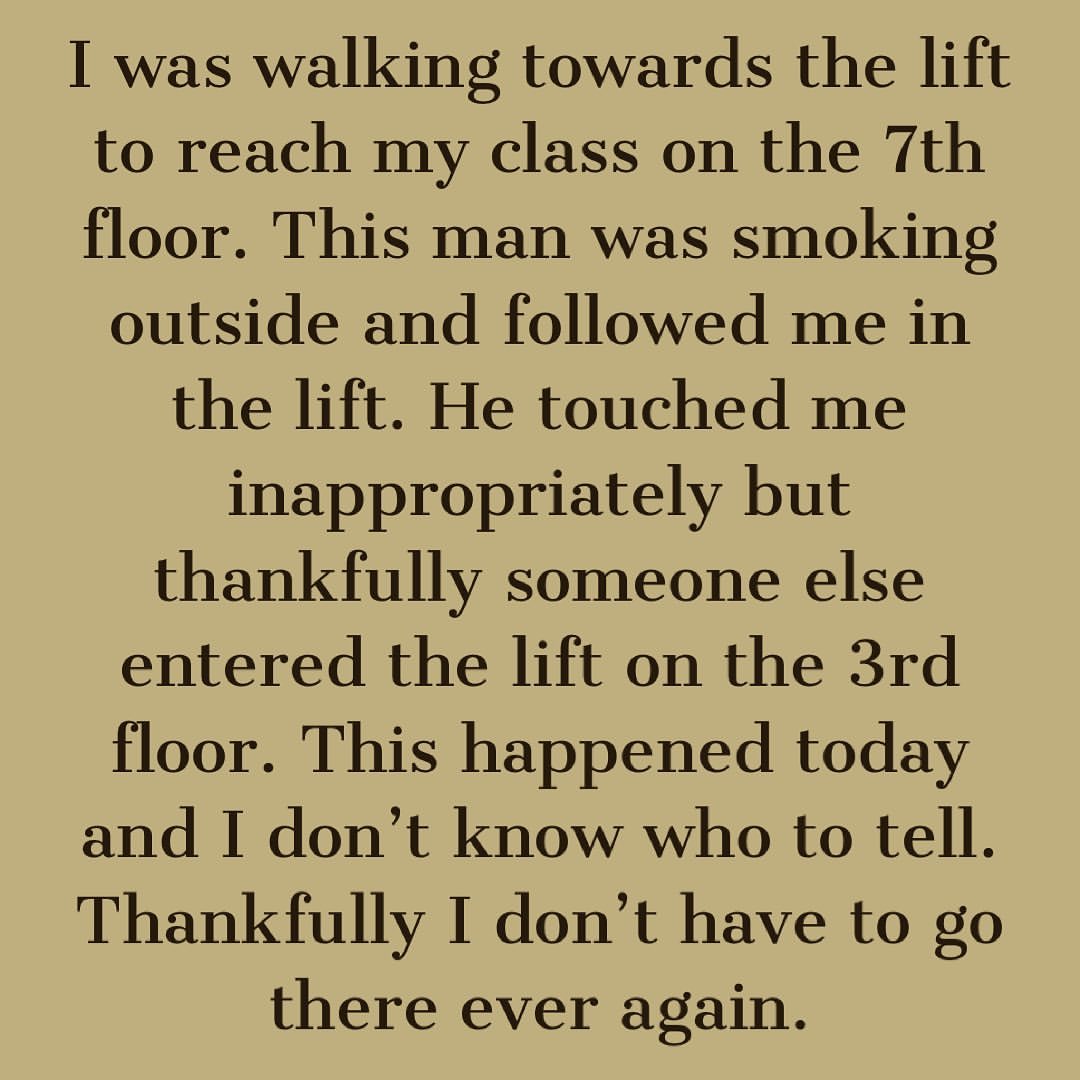 I was walking towards the lift
to reach my class on the 7th
floor. This man was smoking
outside and followed me in
the lift. He touched me
inappropriately but
thankfully someone else
entered the lift on the 3rd
floor. This happened today
and I don’t know who to tell.
Thankfully I don’t have to go
there ever again.